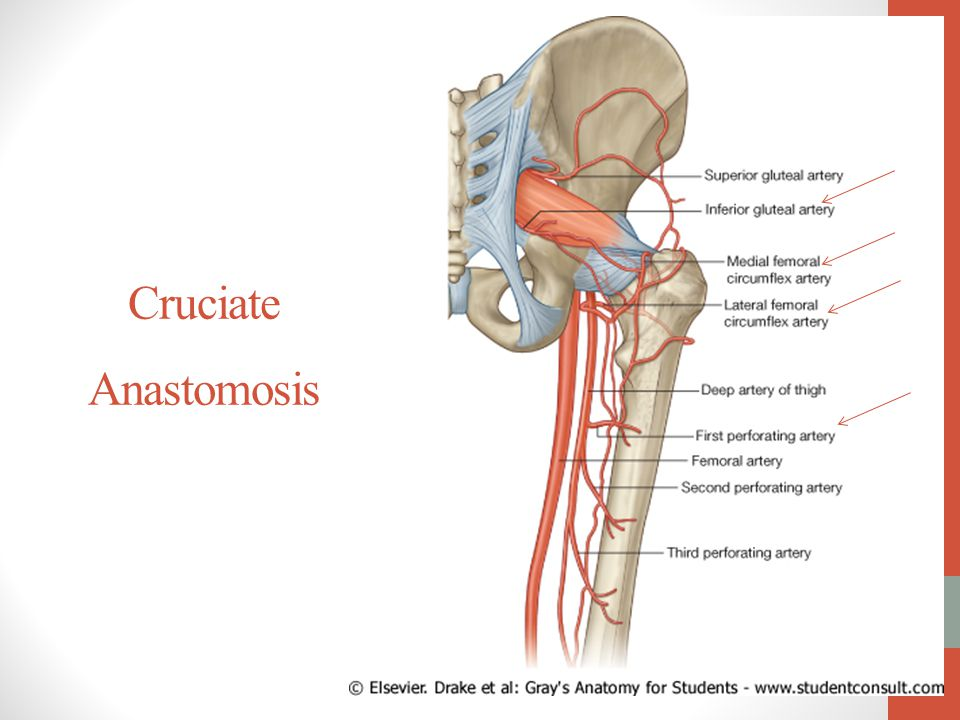 Cruciate
Anastomosis
Superior gluteal artery
Inferior gluteal artery
Medial femoral
circumflex artery
Lateral femoral
circumflex artery
Deep artery of thigh
First perforating artery
Femoral artery
Second perforating artery
Third perforating artery
© Elsevier. Drake et al: Gray's Anatomy for Students - www.studentconsult.com